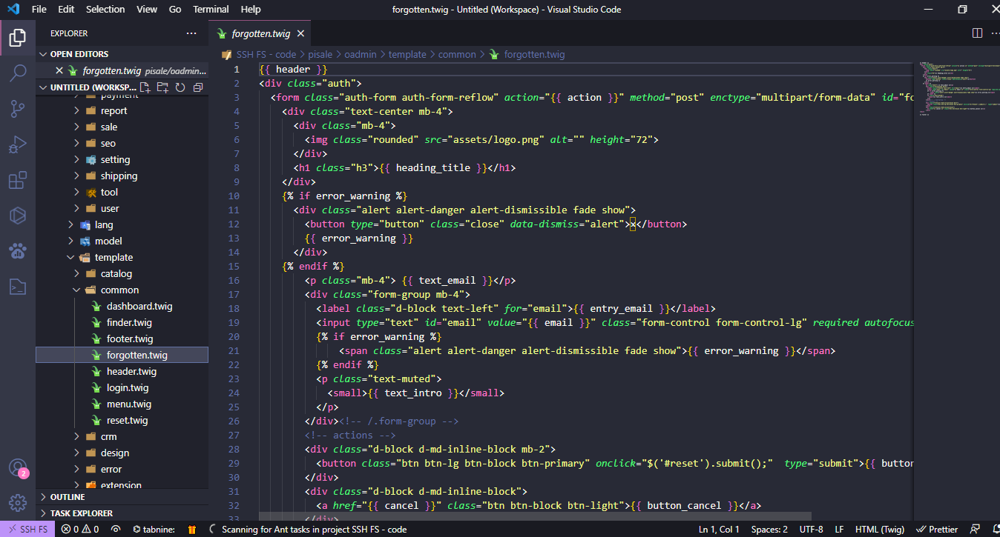 File Edit Selection View Go Terminal Help
forgotten.twig - Untitled (Workspace) - Visual Studio Code
EXPLORER
OPEN EDITORS
forgotten.twig pisale/oadmin...
UNTITLED (WORKSP...
payment
report
sale
seo
setting
shipping
tool
user
lang
model
template
catalog
common
dashboard.twig
finder.twig
footer.twig
forgotten.twig
header.twig
login.twig
menu.twig
reset.twig
crm
design
error
extension
OUTLINE
TASK EXPLORER
2
forgotten.twig
SSH FS - code > pisale > oadmin > template > common > forgotten.twig
1 {{ header }}
2 <div class="auth">
3 <form class="auth-form auth-form-reflow" action="{{ action }}" method="post" enctype="multipart/form-data" id="fo
4 <div class="text-center mb-4">
5 <div class="mb-4">
6 <img class="rounded" src="assets/logo.png" alt="" height="72">
7 </div>
8 <h1 class="h3">{{ heading_title }}</h1>
9 </div>
10 {% if error_warning %}
11 <div class="alert alert-danger alert-dismissible fade show">
12 <button type="button" class="close" data-dismiss="alert">×</button>
13 {{ error_warning }}
14 </div>
15 {% endif %}
16 <p class="mb-4"> {{ text_email }}</p>
17 <div class="form-group mb-4">
18 <label class="d-block text-left" for="email">{{ entry_email }}</label>
19 <input type="text" id="email" value="{{ email }}" class="form-control form-control-lg" required autofocus
20 {% if error_warning %}
21 <span class="alert alert-danger alert-dismissible fade show">{{ error_warning }}</span>
22 {% endif %}
23 <p class="text-muted">
24 <small>{{ text_intro }}</small>
25 </p>
26 </div><!-- /.form-group -->
27 <!-- actions -->
28 <div class="d-block d-md-inline-block mb-2">
29 <button class="btn btn-lg btn-block btn-primary" onclick="$('#reset').submit();" type="submit">{{ button
30 </div>
31 <div class="d-block d-md-inline-block">
32 <a href="{{ cancel }}" class="btn btn-block btn-light">{{ button_cancel }}</a>
33 </div>
SSH FS 0 0 tabnine: Scanning for Ant tasks in project SSH FS - code Ln 1, Col 1 Spaces: 2 UTF-8 LF HTML (Twig) Prettier